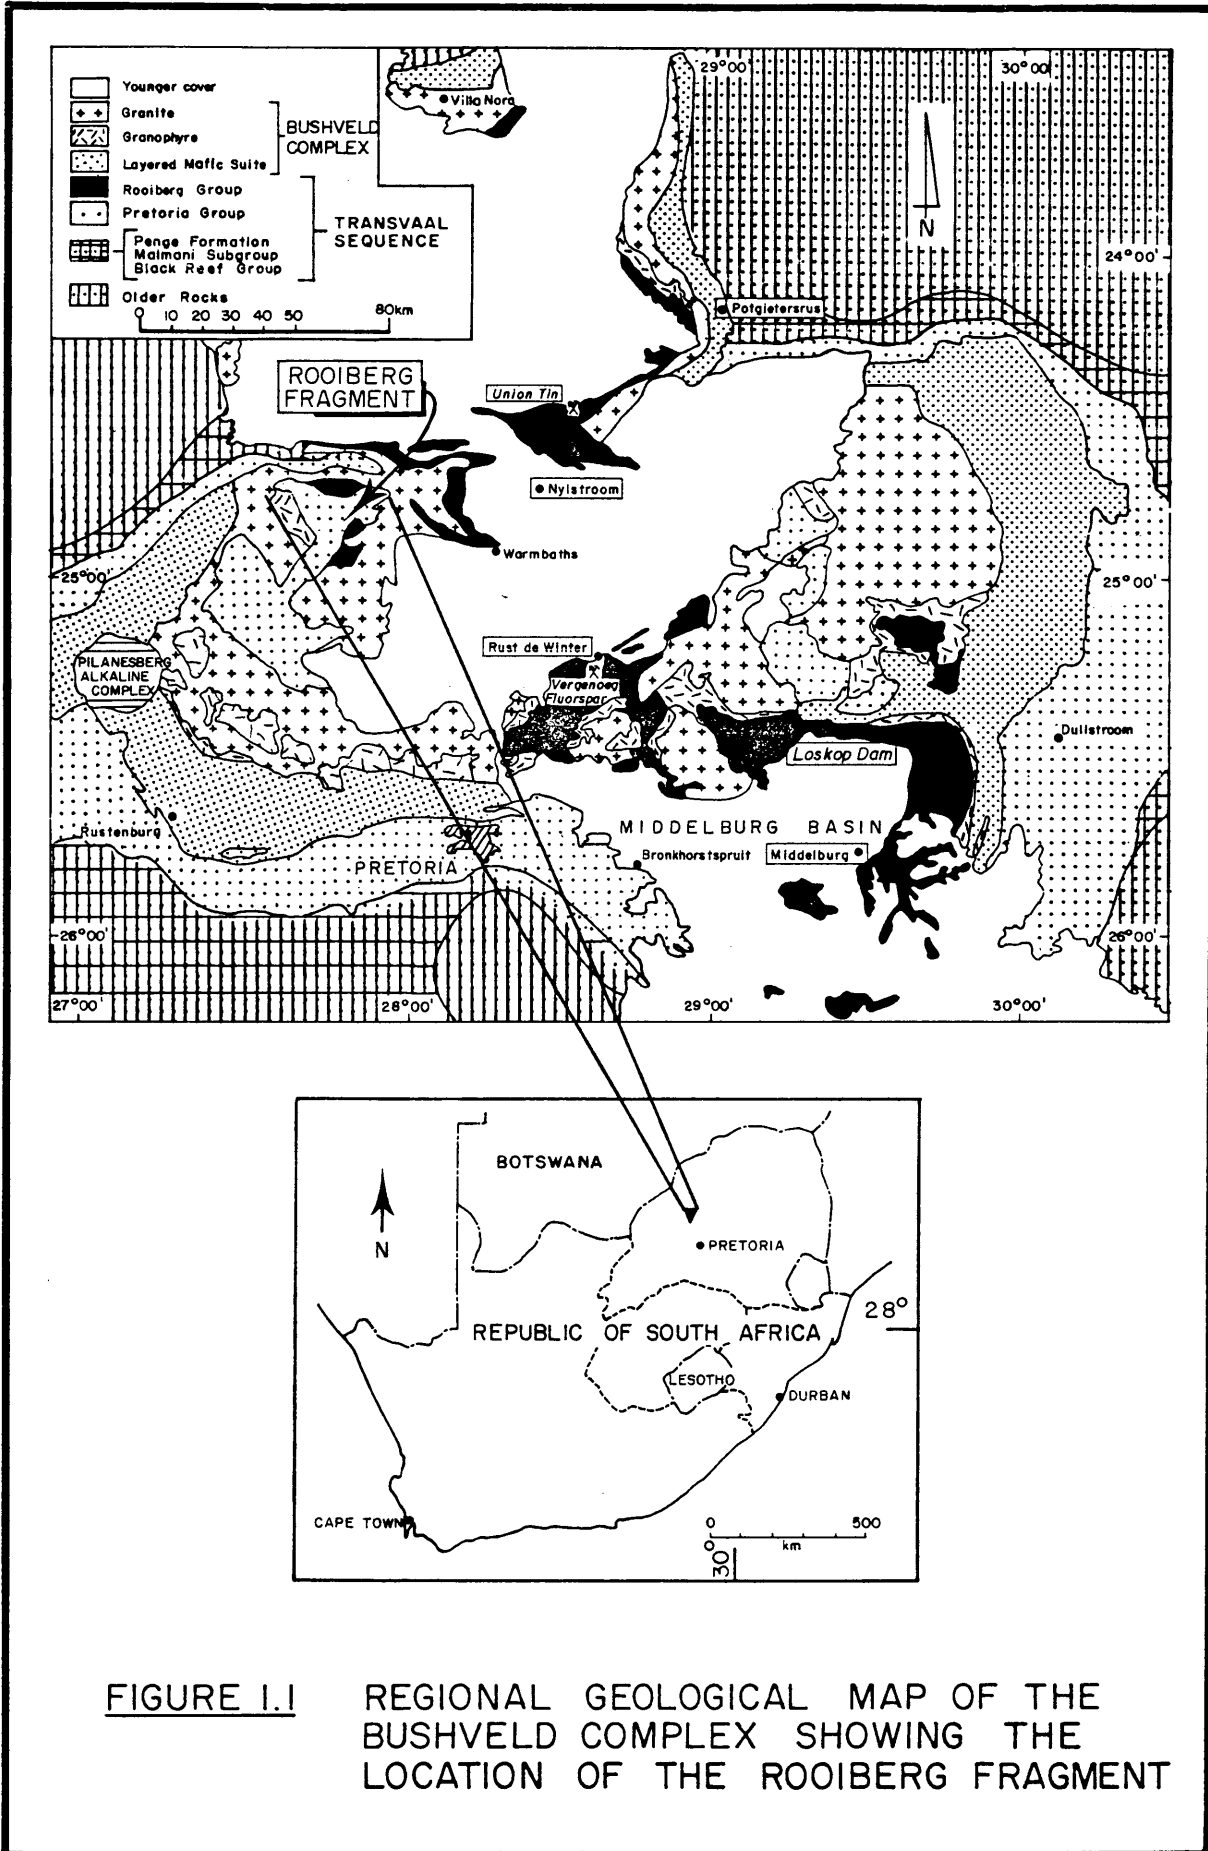 Younger cover
Granite
Granophyre
Layered Mafic Suite
BUSHVELD
COMPLEX
Rooiberg Group
Pretoria Group
Penge Formation
Malmani Subgroup
Black Reef Group
TRANSVAAL
SEQUENCE
Older Rocks
0 10 20 30 40 50 80km
Villa Nora
29°00'
30°00'
N
24°00'
Potgietersrus
ROOIBERG
FRAGMENT
Union Tin
Nylstroom
Warmbaths
25°00'
25°00'
PILANESBERG
ALKALINE
COMPLEX
Rust de Winter
Vergenoeg
Fluorspar
Loskop Dam
Dullstroom
Rustenburg
PRETORIA
MIDDELBURG BASIN
Bronkhorstspruit
Middelburg
26°00'
26°00'
27°00'
28°00'
29°00'
30°00'
BOTSWANA
N
PRETORIA
28°
REPUBLIC OF SOUTH AFRICA
LESOTHO
DURBAN
CAPE TOWN
0 500
km
30°
FIGURE 1.1 REGIONAL GEOLOGICAL MAP OF THE
BUSHVELD COMPLEX SHOWING THE
LOCATION OF THE ROOIBERG FRAGMENT